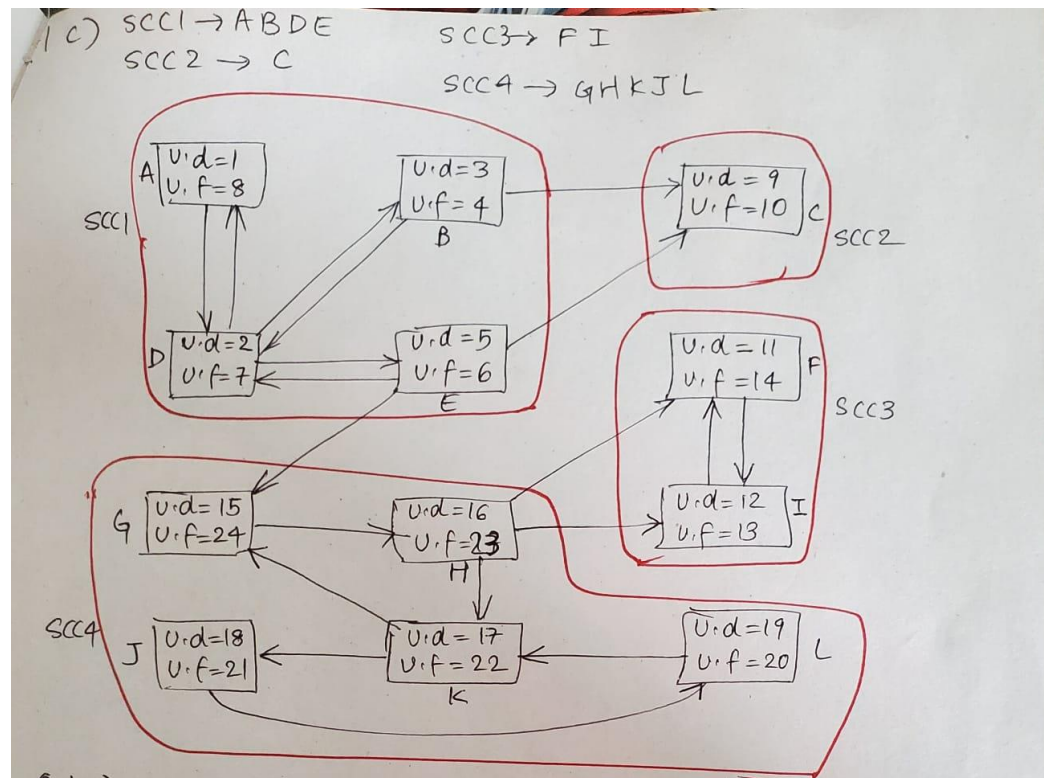 1 C) SCC1 → ABDE
SCC2 → C
SCC3 → F I
SCC4 → GHKJL
A
U.d=1
U.f=8
U.d=3
U.f=4
B
U.d=9
U.f=10
C
SCC1
SCC2
D
U.d=2
U.f=7
U.d=5
U.f=6
E
U.d=11
U.f=14
F
SCC3
G
U.d=15
U.f=24
U.d=16
U.f=23
H
U.d=12
U.f=13
I
SCC4
J
U.d=18
U.f=21
U.d=17
U.f=22
K
U.d=19
U.f=20
L